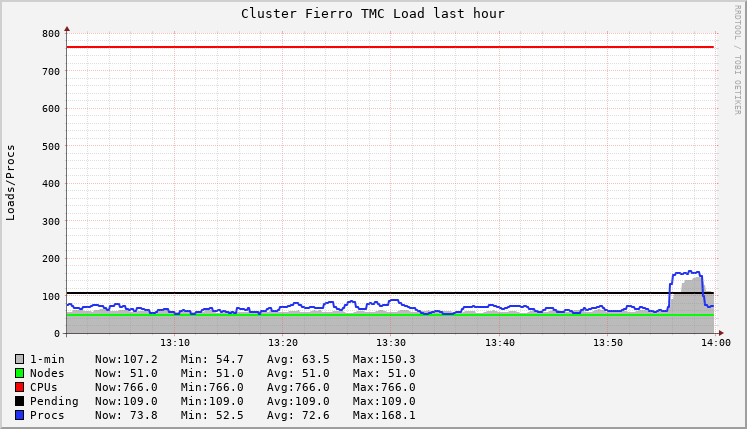 Cluster Fierro TMC Load last hour
RRDTOOL / TOBI OETIKER
Loads/Procs
800
700
600
500
400
300
200
100
0
13:10 13:20 13:30 13:40 13:50 14:00
1-min Now:107.2 Min: 54.7 Avg: 63.5 Max:150.3
Nodes Now: 51.0 Min: 51.0 Avg: 51.0 Max: 51.0
CPUs Now:766.0 Min:766.0 Avg:766.0 Max:766.0
Pending Now:109.0 Min:109.0 Avg:109.0 Max:109.0
Procs Now: 73.8 Min: 52.5 Avg: 72.6 Max:168.1